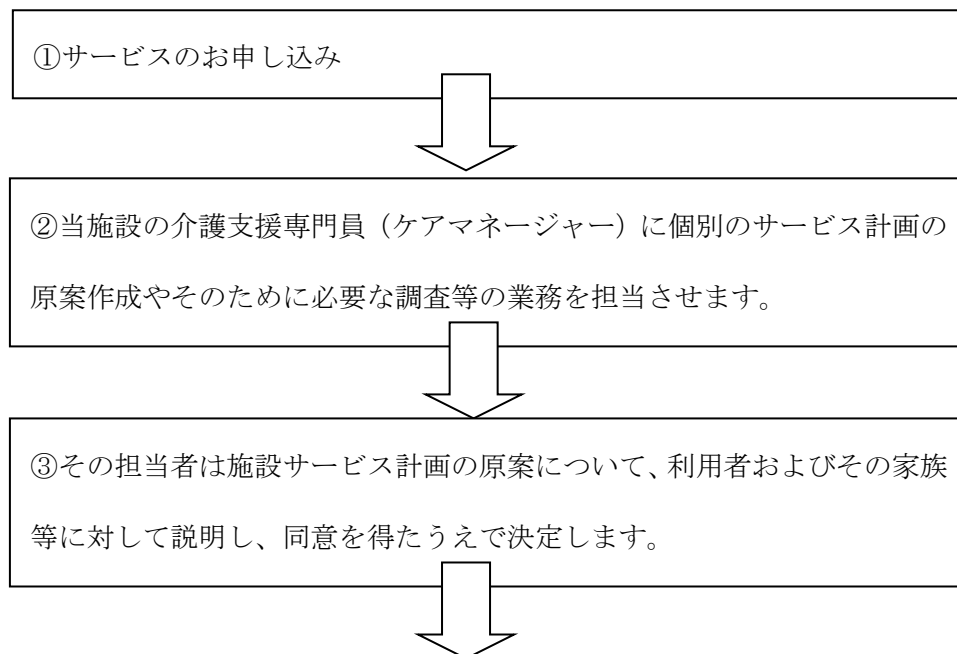 ①サービスのお申し込み
②当施設の介護支援専門員（ケアマネージャー）に個別のサービス計画の
原案作成やそのために必要な調査等の業務を担当させます。
③その担当者は施設サービス計画の原案について、利用者およびその家族
等に対して説明し、同意を得たうえで決定します。